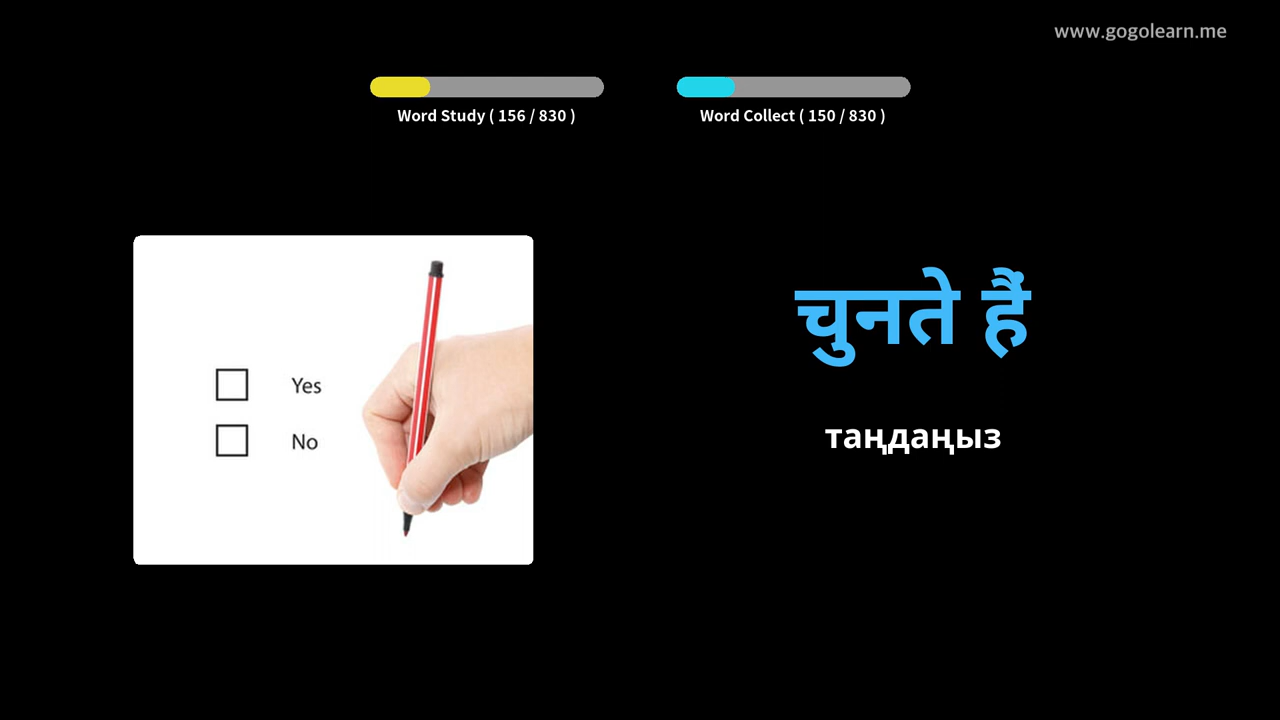 www.gogolearn.me
Word Study ( 156 / 830 )
Word Collect ( 150 / 830 )
Yes
No
चुनते हैं
таңдаңыз